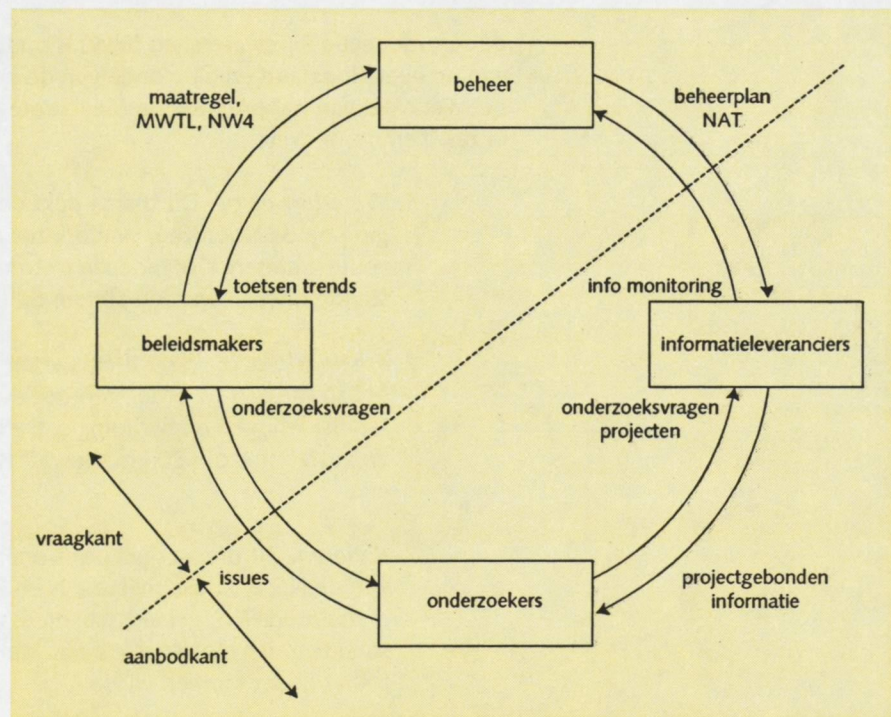 beheer
maatregel,
MWTL, NW4
beheerplan
NAT
toetsen trends
info monitoring
beleidsmakers
informatieleveranciers
onderzoeksvragen
onderzoeksvragen
projecten
vraagkant
issues
onderzoekers
projectgebonden
informatie
aanbodkant